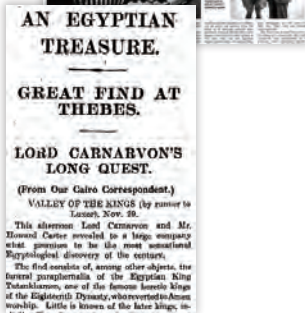 AN EGYPTIAN
TREASURE.
GREAT FIND AT
THEBES.
LORD CARNARVON'S
LONG QUEST.
(From Our Cairo Correspondent.)
VALLEY OF THE KINGS (by runner to
Luxor), Nov. 29.
This afternoon Lord Carnarvon and Mr.
Howard Carter revealed to a large company
what promises to be the most sensational
Egyptological discovery of the century.
The find consists of, among other objects, the
funeral paraphernalia of the Egyptian King
Tutankhamen, one of the famous heretic kings
of the Eighteenth Dynasty, who reverted to Amen
worship. Little is known of the later kings,